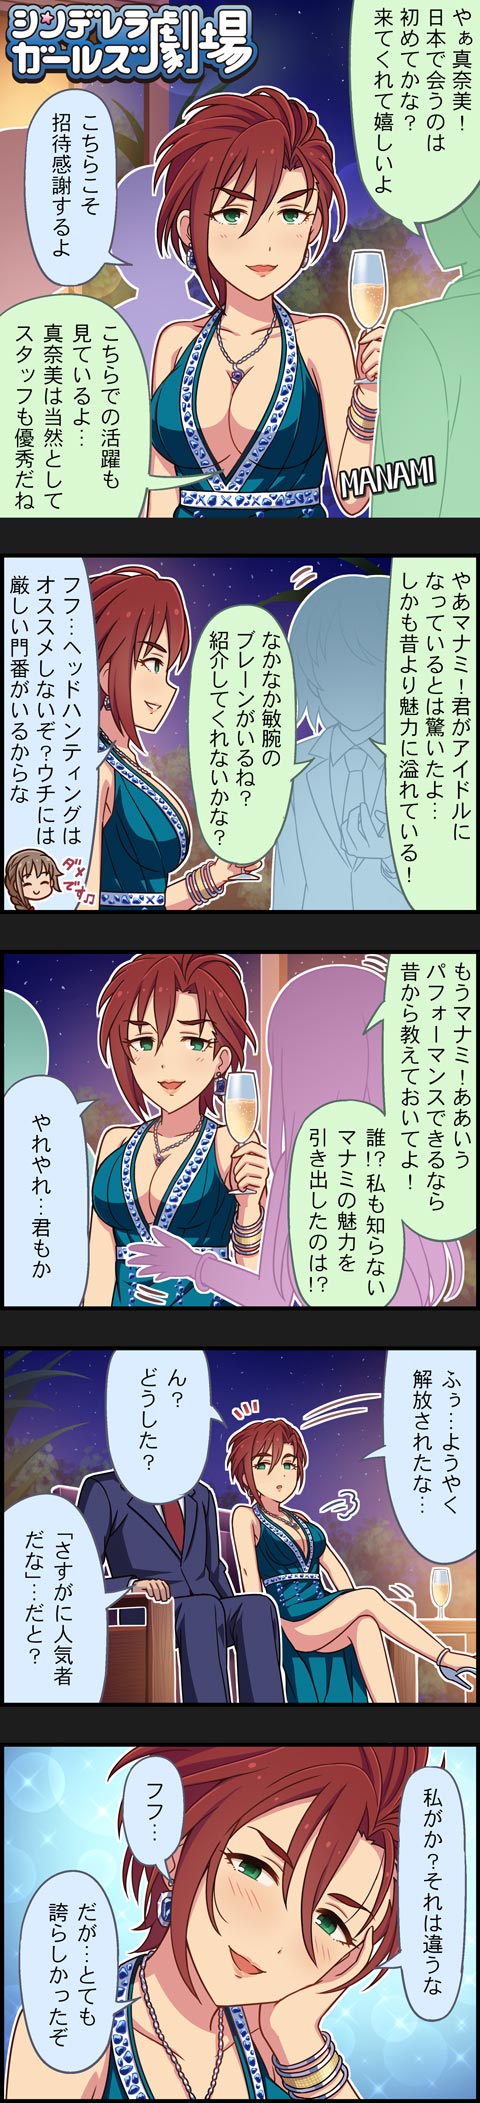 シンデレラ
ガールズ劇場
やぁ真奈美！
日本で会うのは
初めてかな？
来てくれて嬉しいよ
こちらこそ
招待感謝するよ
こちらでの活躍も
見ているよ…
真奈美は当然として
スタッフも優秀だね
MANAMI
やあマナミ！君がアイドルに
なっているとは驚いたよ…
しかも昔より魅力に溢れている！
なかなか敏腕の
ブレーンがいるね？
紹介してくれないかな？
フフ…ヘッドハンティングは
オススメしないぞ？ウチには
厳しい門番がいるからな
ダメ
です♫
もうマナミ！ああいう
パフォーマンスできるなら
昔から教えておいてよ！
誰!?私も知らない
マナミの魅力を
引き出したのは!?
やれやれ…君もか
ふぅ…ようやく
解放されたな…
ん？
どうした？
「さすがに人気者
だな」…だと？
私がか？それは違うな
フフ…
だが…とても
誇らしかったぞ